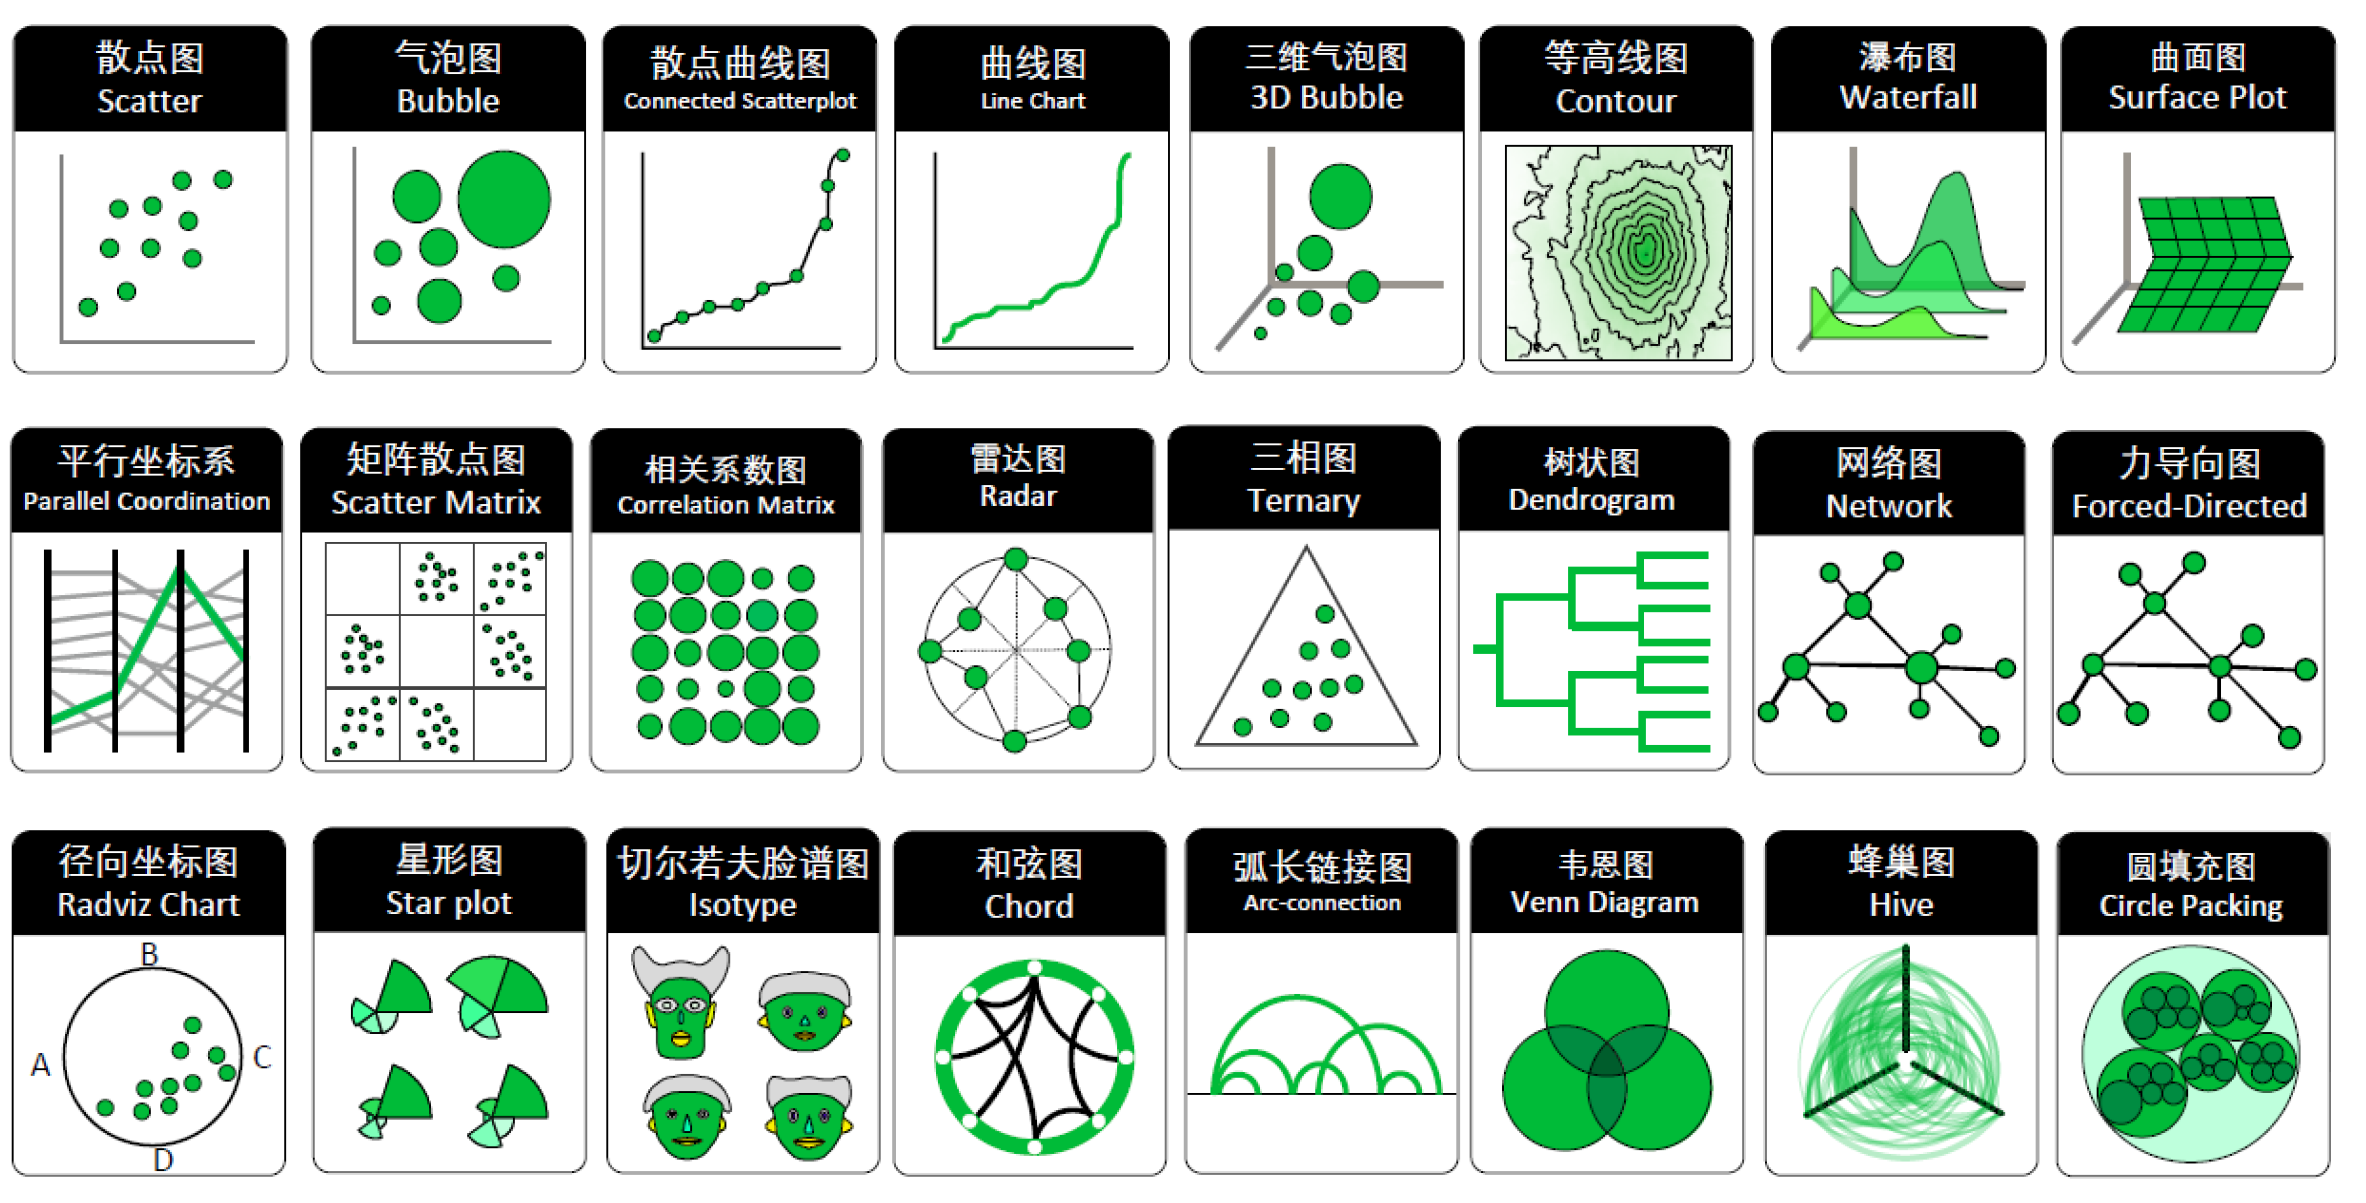 散点图
Scatter
气泡图
Bubble
散点曲线图
Connected Scatterplot
曲线图
Line Chart
三维气泡图
3D Bubble
等高线图
Contour
瀑布图
Waterfall
曲面图
Surface Plot
平行坐标系
Parallel Coordination
矩阵散点图
Scatter Matrix
相关系数图
Correlation Matrix
雷达图
Radar
三相图
Ternary
树状图
Dendrogram
网络图
Network
力导向图
Forced-Directed
径向坐标图
Radviz Chart
B
A
C
D
星形图
Star plot
切尔若夫脸谱图
Isotype
和弦图
Chord
弧长链接图
Arc-connection
韦恩图
Venn Diagram
蜂巢图
Hive
圆填充图
Circle Packing